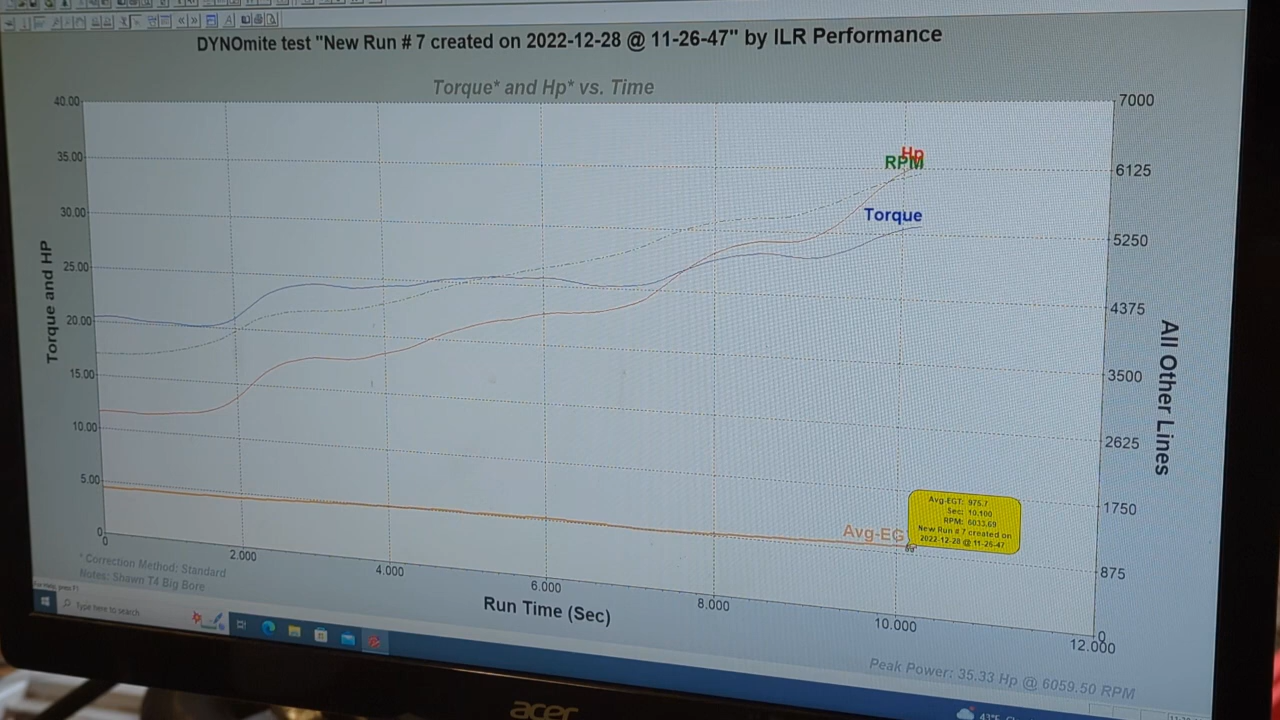 DYNOmite test "New Run # 7 created on 2022-12-28 @ 11-26-47" by ILR Performance
Torque* and Hp* vs. Time
40.00
35.00
30.00
25.00
20.00
15.00
10.00
5.00
0
Torque and HP
7000
6125
5250
4375
3500
2625
1750
875
0
All Other Lines
Hp
RPM
Torque
Avg-EG
Avg-EGT: 975.7
Sec: 10.100
RPM: 6033.69
New Run # 7 created on
2022-12-28 @ 11-26-47
0
2.000
4.000
6.000
8.000
10.000
12.000
Run Time (Sec)
* Correction Method: Standard
Notes: Shawn T4 Big Bore
Peak Power: 35.33 Hp @ 6059.50 RPM
For Help, press F1
Type here to search
43°F
acer